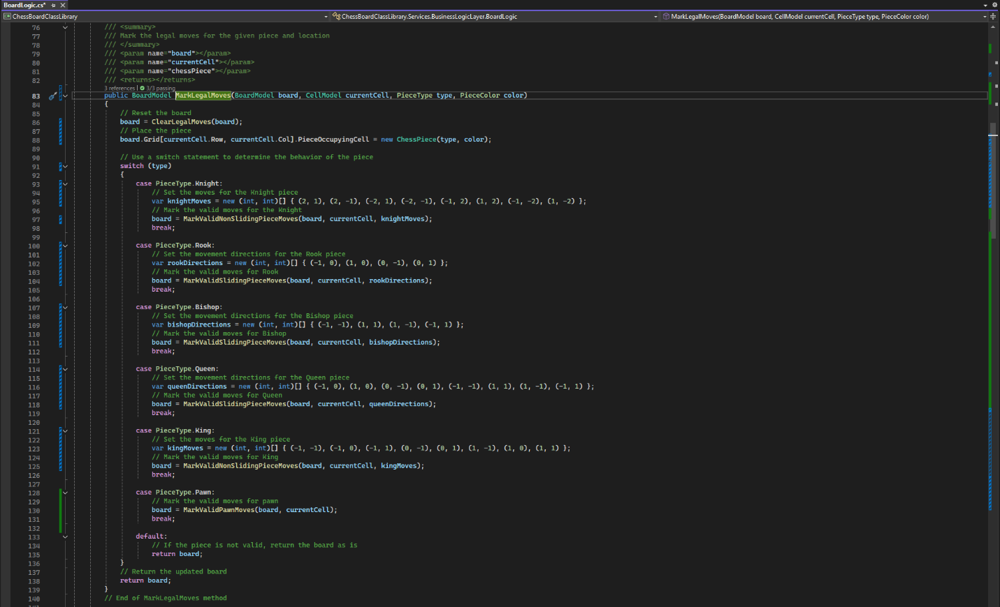 BoardLogic.cs*
ChessBoardClassLibrary ChessBoardClassLibrary.Services.BusinessLogicLayer.BoardLogic MarkLegalMoves(BoardModel board, CellModel currentCell, PieceType type, PieceColor color)
76 /// <summary>
77 /// Mark the legal moves for the given piece and location
78 /// </summary>
79 /// <param name="board"></param>
80 /// <param name="currentCell"></param>
81 /// <param name="chessPiece"></param>
82 /// <returns></returns>
3 references | 3/3 passing
83 public BoardModel MarkLegalMoves(BoardModel board, CellModel currentCell, PieceType type, PieceColor color)
84 {
85 // Reset the board
86 board = ClearLegalMoves(board);
87 // Place the piece
88 board.Grid[currentCell.Row, currentCell.Col].PieceOccupyingCell = new ChessPiece(type, color);
89
90 // Use a switch statement to determine the behavior of the piece
91 switch (type)
92 {
93 case PieceType.Knight:
94 // Set the moves for the Knight piece
95 var knightMoves = new (int, int)[] { (2, 1), (2, -1), (-2, 1), (-2, -1), (-1, 2), (1, 2), (-1, -2), (1, -2) };
96 // Mark the valid moves for the Knight
97 board = MarkValidNonSlidingPieceMoves(board, currentCell, knightMoves);
98 break;
99
100 case PieceType.Rook:
101 // Set the movement directions for the Rook piece
102 var rookDirections = new (int, int)[] { (-1, 0), (1, 0), (0, -1), (0, 1) };
103 // Mark the valid moves for Rook
104 board = MarkValidSlidingPieceMoves(board, currentCell, rookDirections);
105 break;
106
107 case PieceType.Bishop:
108 // Set the movement directions for the Bishop piece
109 var bishopDirections = new (int, int)[] { (-1, -1), (1, 1), (1, -1), (-1, 1) };
110 // Mark the valid moves for Bishop
111 board = MarkValidSlidingPieceMoves(board, currentCell, bishopDirections);
112 break;
113
114 case PieceType.Queen:
115 // Set the movement directions for the Queen piece
116 var queenDirections = new (int, int)[] { (-1, 0), (1, 0), (0, -1), (0, 1), (-1, -1), (1, 1), (1, -1), (-1, 1) };
117 // Mark the valid moves for Queen
118 board = MarkValidSlidingPieceMoves(board, currentCell, queenDirections);
119 break;
120
121 case PieceType.King:
122 // Set the moves for the King piece
123 var kingMoves = new (int, int)[] { (-1, -1), (-1, 0), (-1, 1), (0, -1), (0, 1), (1, -1), (1, 0), (1, 1) };
124 // Mark the valid moves for King
125 board = MarkValidNonSlidingPieceMoves(board, currentCell, kingMoves);
126 break;
127
128 case PieceType.Pawn:
129 // Mark the valid moves for pawn
130 board = MarkValidPawnMoves(board, currentCell);
131 break;
132
133 default:
134 // If the piece is not valid, return the board as is
135 return board;
136 }
137 // Return the updated board
138 return board;
139 }
140 // End of MarkLegalMoves method